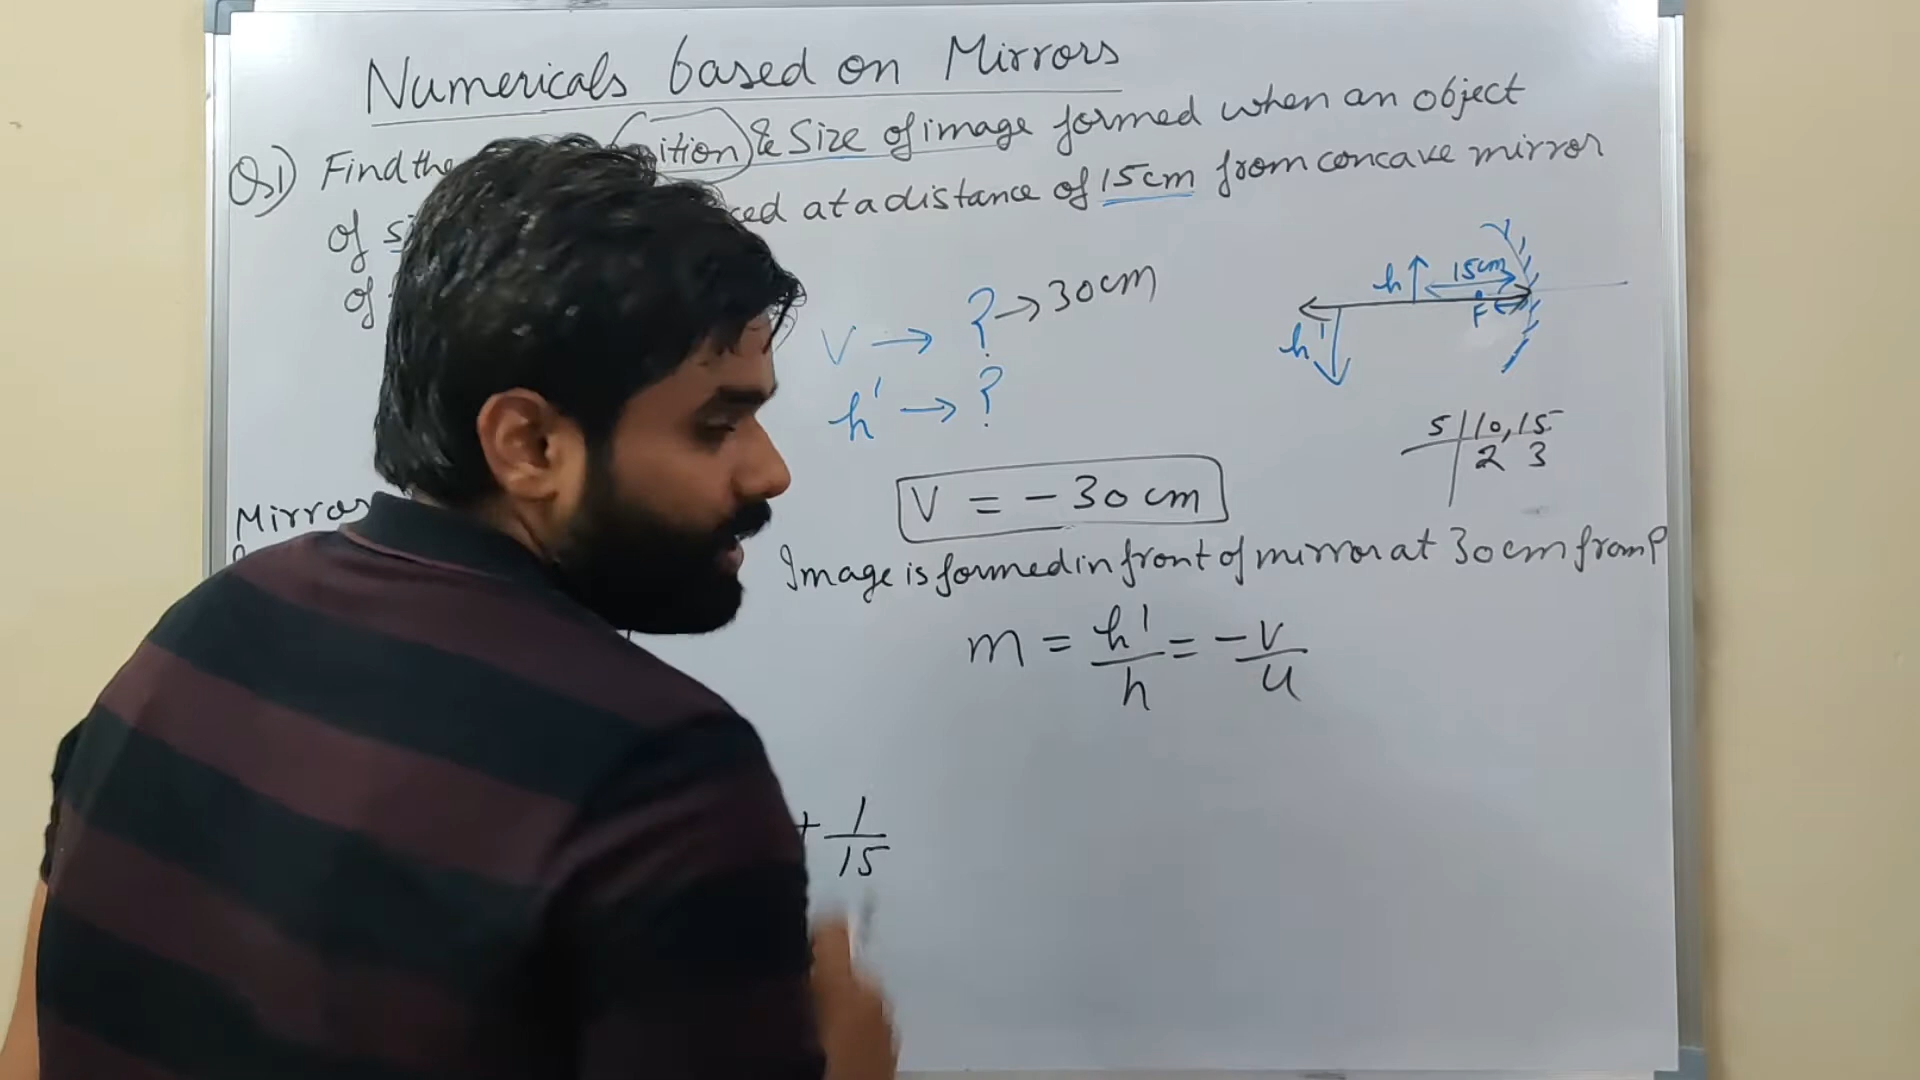 Numericals based on Mirrors
Q1) Find the & Size of image formed when an object
of at a distance of 15cm from concave mirror
of
V → ? → 30cm
h' → ?
h 15cm
F
h'
5 | 10, 15
2 3
Mirror
V = - 30 cm
Image is formed in front of mirror at 30cm from P
m = h'/h = -v/u
+ 1/15